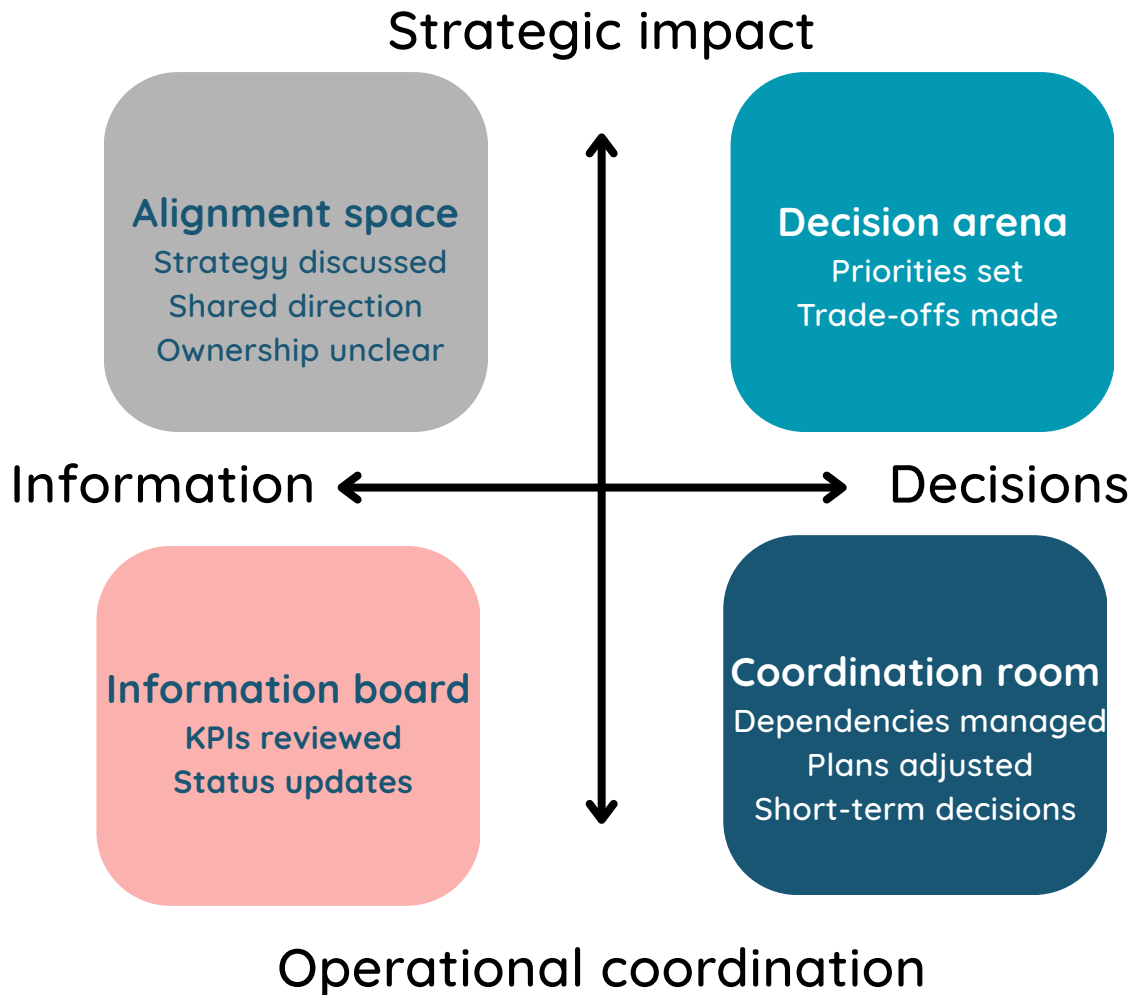 Strategic impact
Alignment space
Strategy discussed
Shared direction
Ownership unclear
Decision arena
Priorities set
Trade-offs made
Information
Decisions
Information board
KPIs reviewed
Status updates
Coordination room
Dependencies managed
Plans adjusted
Short-term decisions
Operational coordination